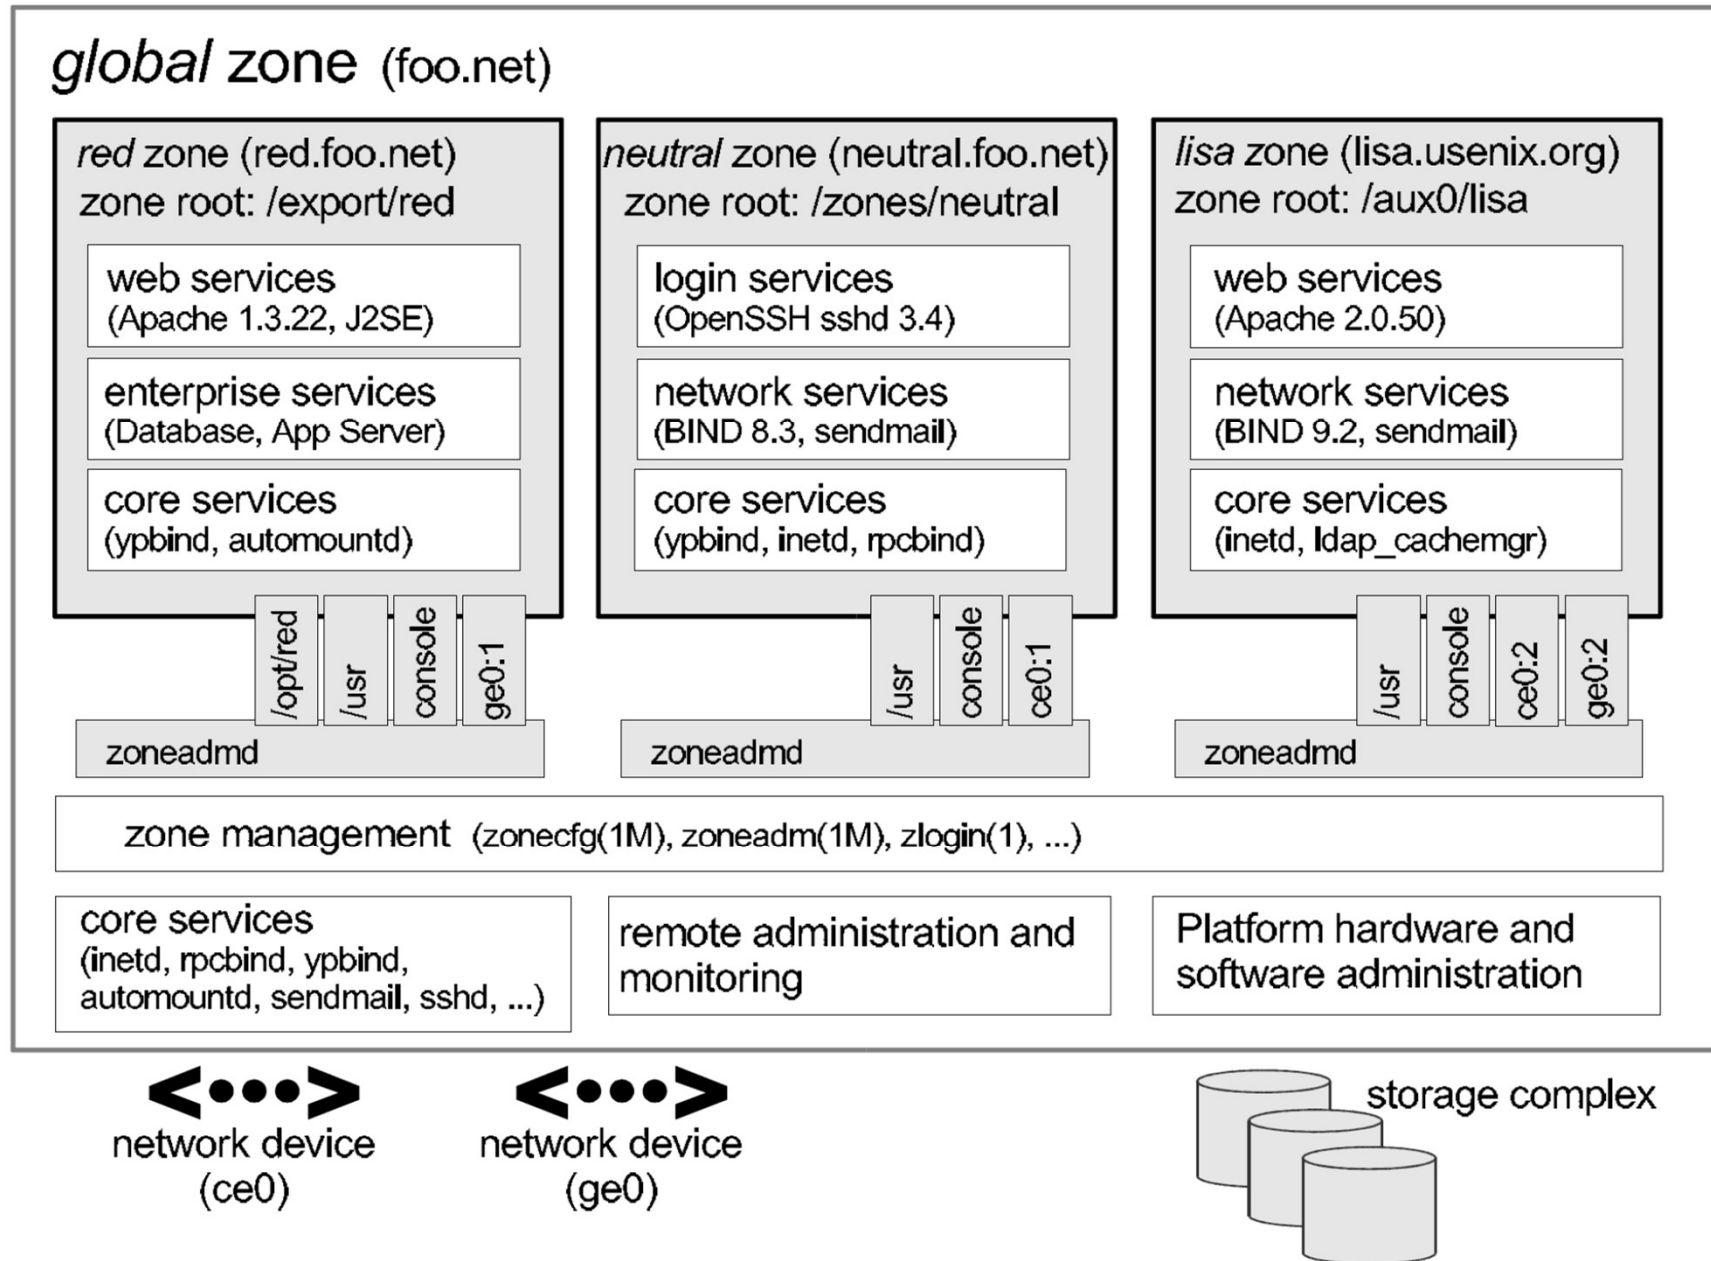 global zone (foo.net)
red zone (red.foo.net)
zone root: /export/red
web services
(Apache 1.3.22, J2SE)
enterprise services
(Database, App Server)
core services
(ypbind, automountd)
/opt/red
/usr
console
ge0:1
zoneadmd
neutral zone (neutral.foo.net)
zone root: /zones/neutral
login services
(OpenSSH sshd 3.4)
network services
(BIND 8.3, sendmail)
core services
(ypbind, inetd, rpcbind)
/usr
console
ce0:1
zoneadmd
lisa zone (lisa.usenix.org)
zone root: /aux0/lisa
web services
(Apache 2.0.50)
network services
(BIND 9.2, sendmail)
core services
(inetd, ldap_cachemgr)
/usr
console
ce0:2
ge0:2
zoneadmd
zone management (zonecfg(1M), zoneadm(1M), zlogin(1), ...)
core services
(inetd, rpcbind, ypbind,
automountd, sendmail, sshd, ...)
remote administration and
monitoring
Platform hardware and
software administration
network device
(ce0)
network device
(ge0)
storage complex